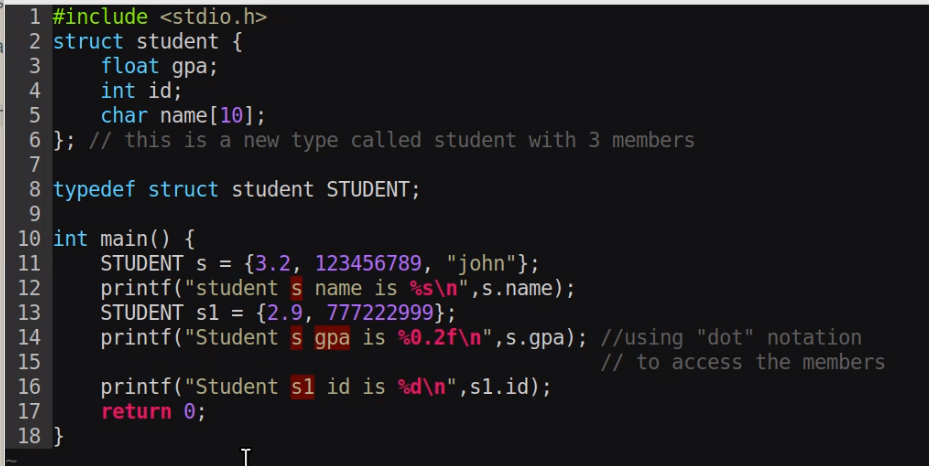 1 #include <stdio.h>
2 struct student {
3     float gpa;
4     int id;
5     char name[10];
6 }; // this is a new type called student with 3 members
7
8 typedef struct student STUDENT;
9
10 int main() {
11     STUDENT s = {3.2, 123456789, "john"};
12     printf("student s name is %s\n",s.name);
13     STUDENT s1 = {2.9, 777222999};
14     printf("Student s gpa is %0.2f\n",s.gpa); //using "dot" notation
15                                               // to access the members
16     printf("Student s1 id is %d\n",s1.id);
17     return 0;
18 }
~